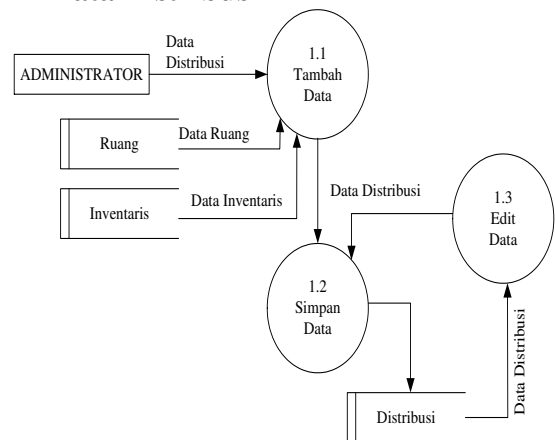 Data
Distribusi
ADMINISTRATOR
1.1
Tambah
Data
Ruang
Data Ruang
Inventaris
Data Inventaris
Data Distribusi
1.3
Edit
Data
1.2
Simpan
Data
Distribusi
Data Distribusi